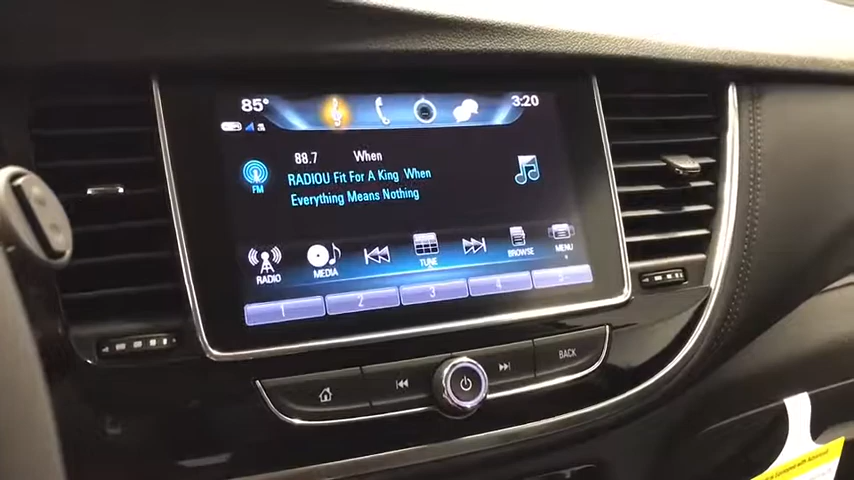 85°
3:20
88.7 When
FM
RADIOU Fit For A King When
Everything Means Nothing
RADIO
MEDIA
TUNE
BROWSE
MENU
1 2 3 4 5
BACK